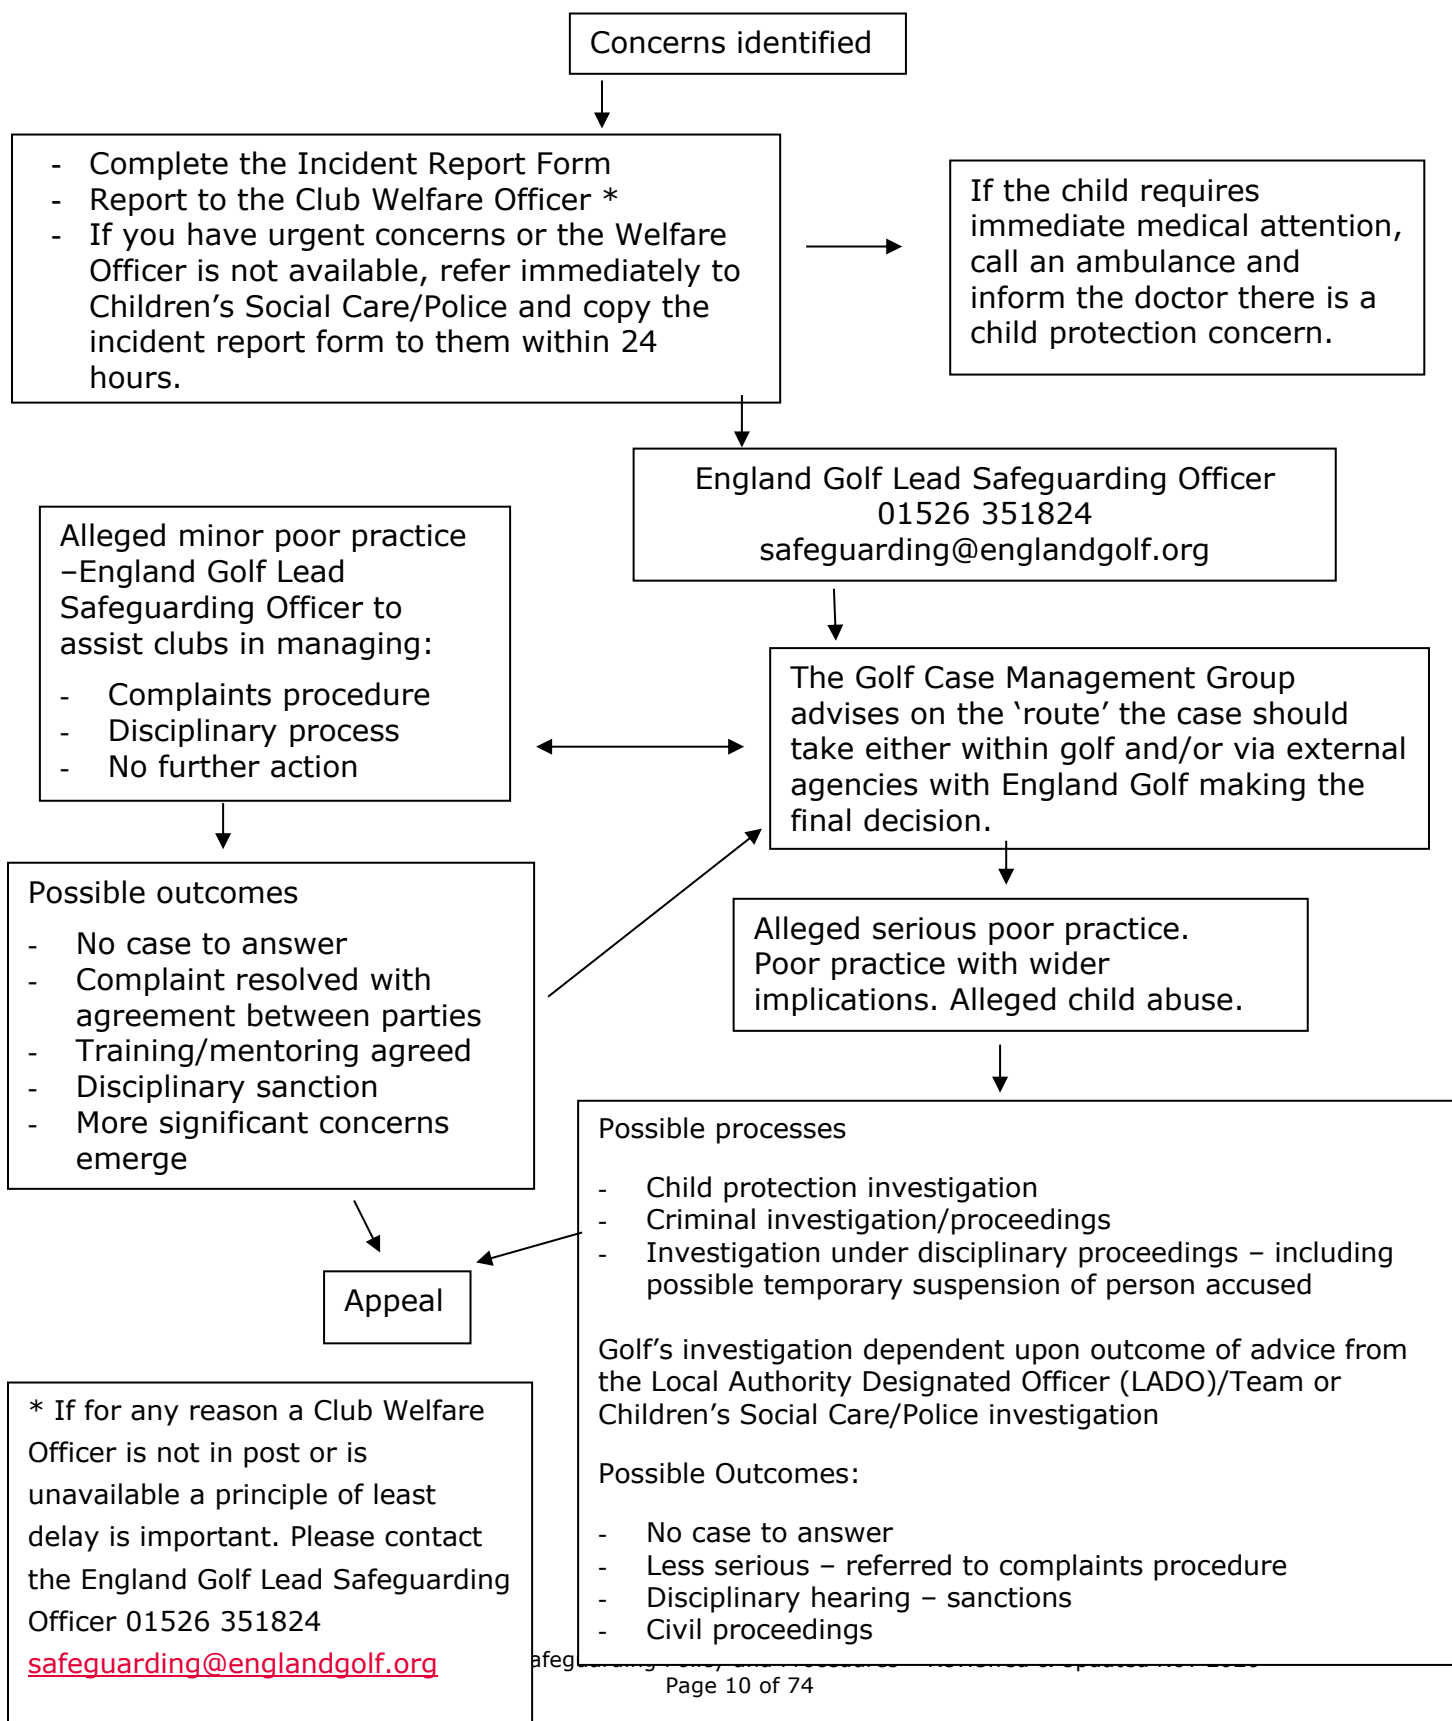 Concerns identified
- Complete the Incident Report Form
- Report to the Club Welfare Officer *
- If you have urgent concerns or the Welfare
Officer is not available, refer immediately to
Children’s Social Care/Police and copy the
incident report form to them within 24
hours.
If the child requires
immediate medical attention,
call an ambulance and
inform the doctor there is a
child protection concern.
England Golf Lead Safeguarding Officer
01526 351824
safeguarding@englandgolf.org
Alleged minor poor practice
–England Golf Lead
Safeguarding Officer to
assist clubs in managing:
- Complaints procedure
- Disciplinary process
- No further action
The Golf Case Management Group
advises on the ‘route’ the case should
take either within golf and/or via external
agencies with England Golf making the
final decision.
Possible outcomes
- No case to answer
- Complaint resolved with
agreement between parties
- Training/mentoring agreed
- Disciplinary sanction
- More significant concerns
emerge
Alleged serious poor practice.
Poor practice with wider
implications. Alleged child abuse.
Possible processes
- Child protection investigation
- Criminal investigation/proceedings
- Investigation under disciplinary proceedings – including
possible temporary suspension of person accused
Golf’s investigation dependent upon outcome of advice from
the Local Authority Designated Officer (LADO)/Team or
Children’s Social Care/Police investigation
Possible Outcomes:
- No case to answer
- Less serious – referred to complaints procedure
- Disciplinary hearing – sanctions
- Civil proceedings
Appeal
* If for any reason a Club Welfare
Officer is not in post or is
unavailable a principle of least
delay is important. Please contact
the England Golf Lead Safeguarding
Officer 01526 351824
safeguarding@englandgolf.org
Page 10 of 74